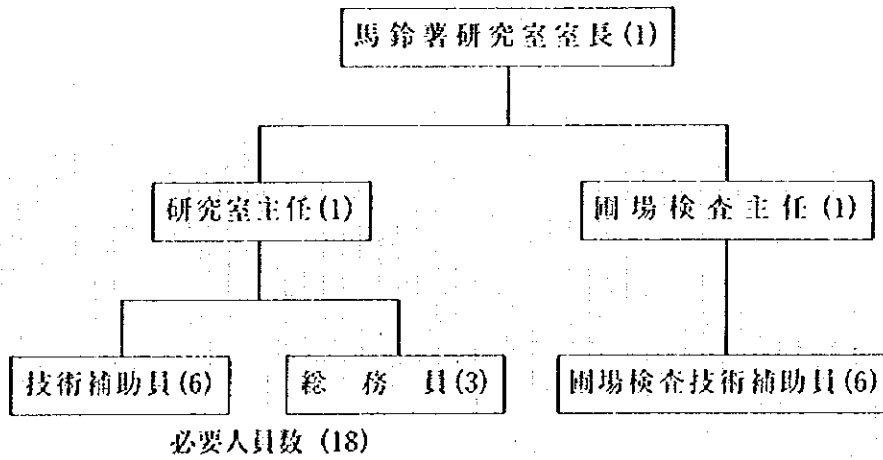 馬鈴薯研究室室長(1)
研究室主任(1)
圃場検査主任(1)
技術補助員(6)
総務員(3)
圃場検査技術補助員(6)
必要人員数(18)